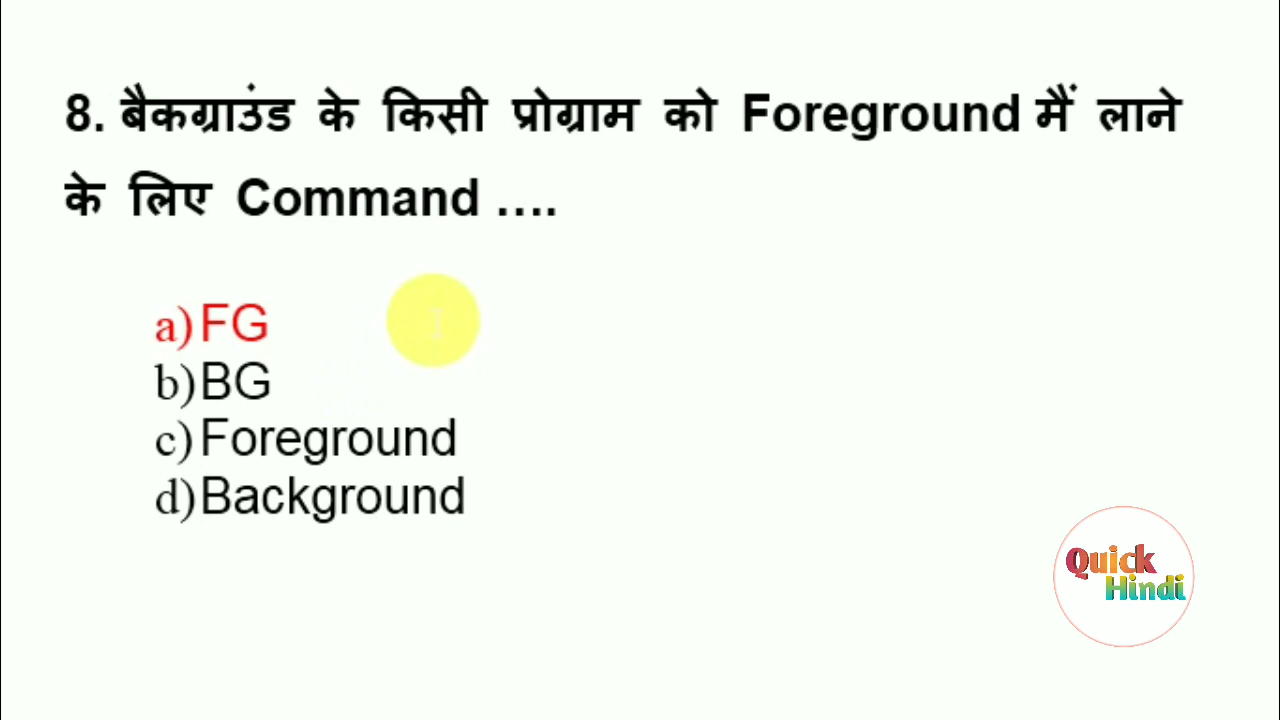 8. बैकग्राउंड के किसी प्रोग्राम को Foreground मैं लाने
के लिए Command ....
a) FG
b) BG
c) Foreground
d) Background
Quick
Hindi